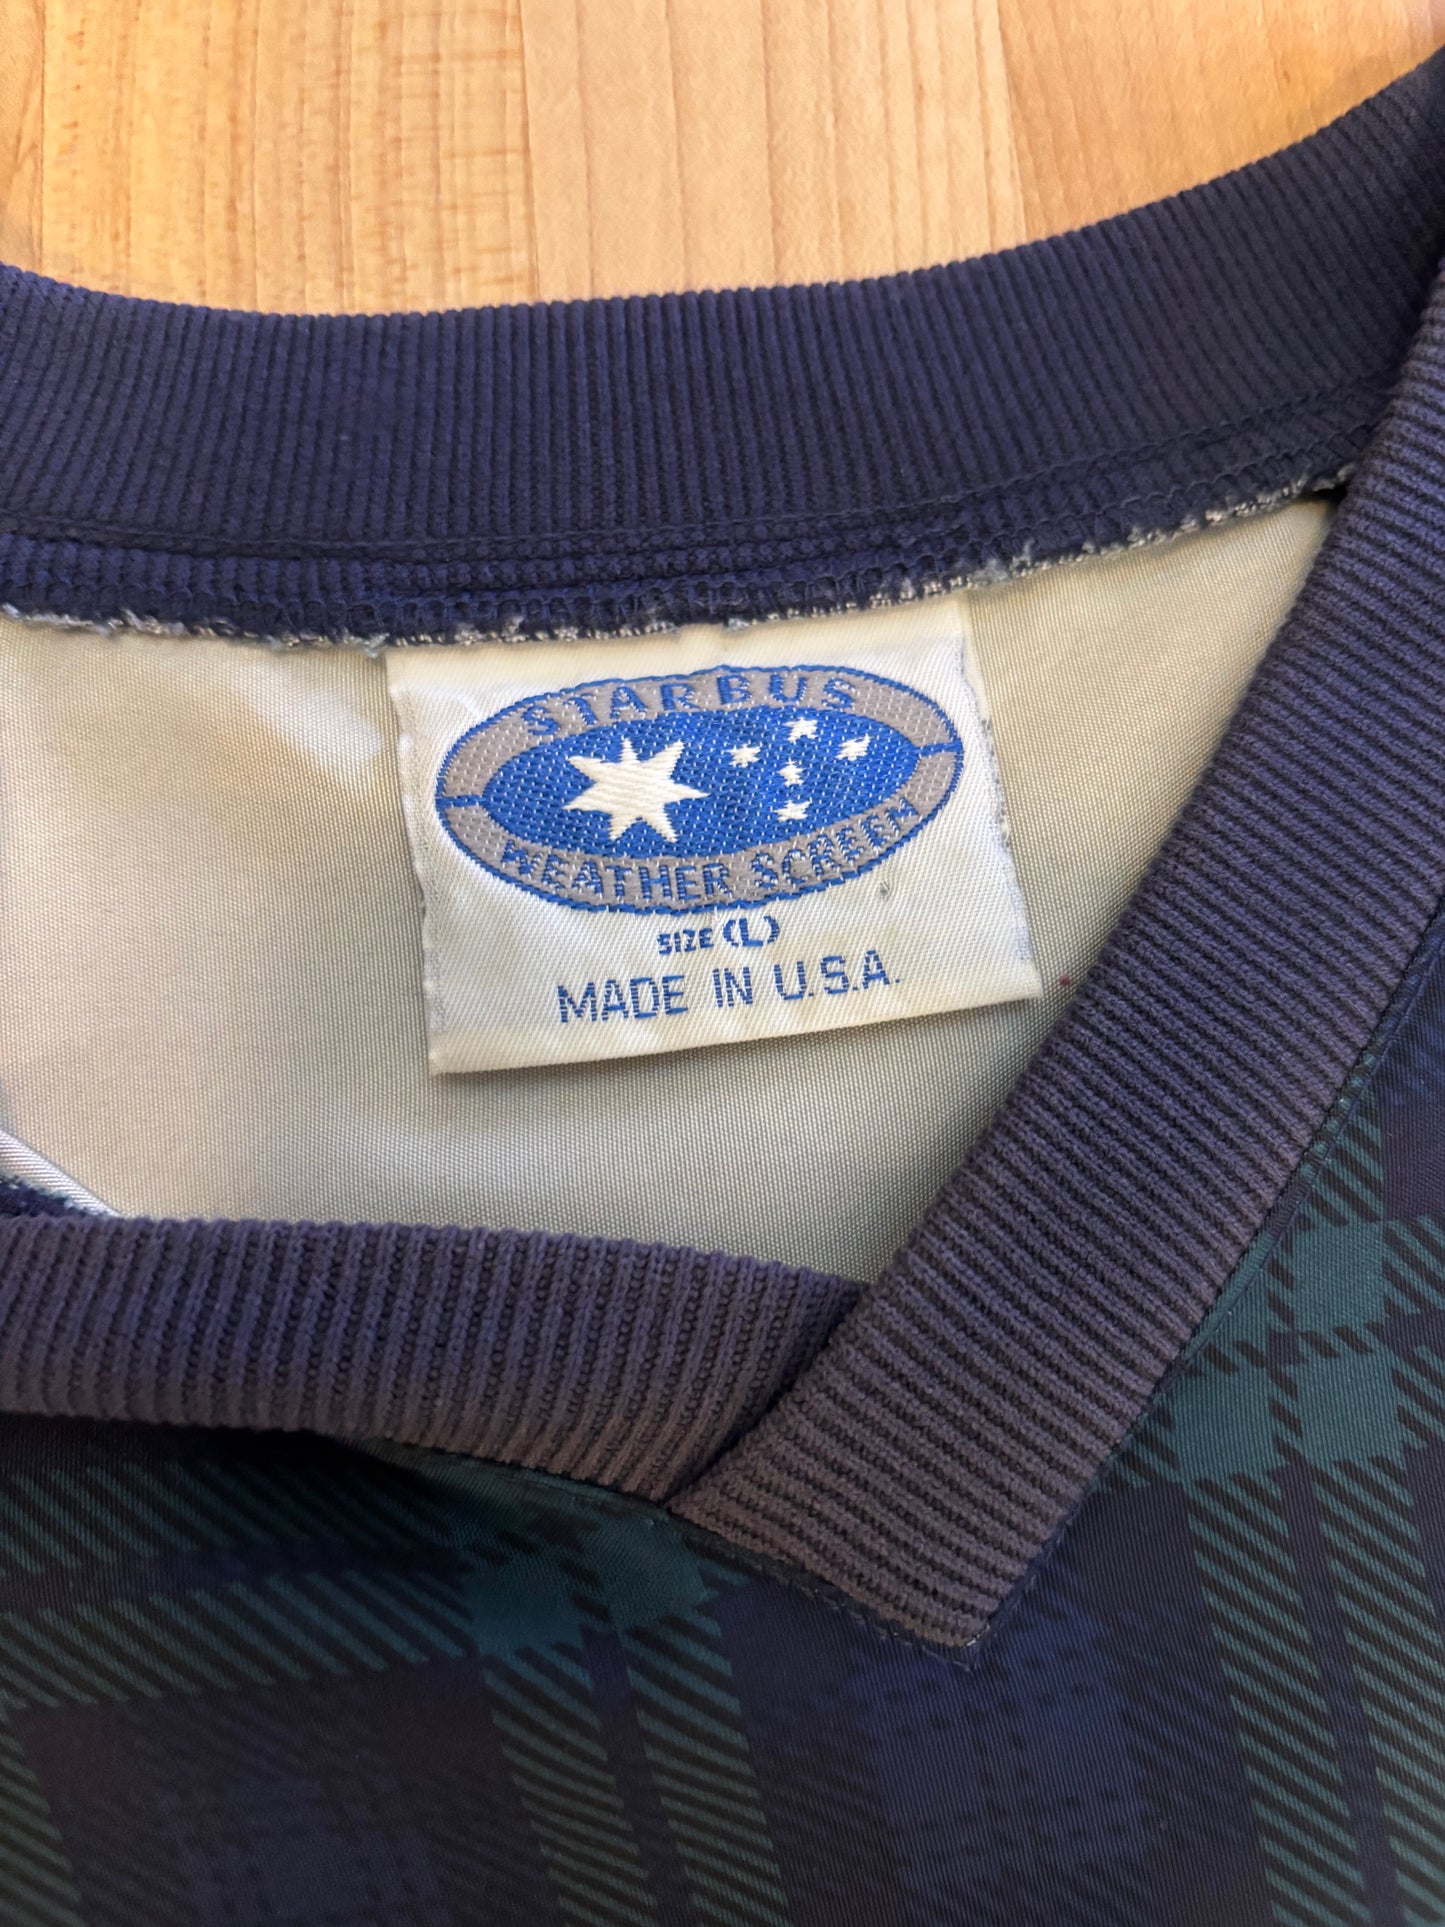 STARBUS
WEATHER SCREEN
SIZE (L)
MADE IN U.S.A.